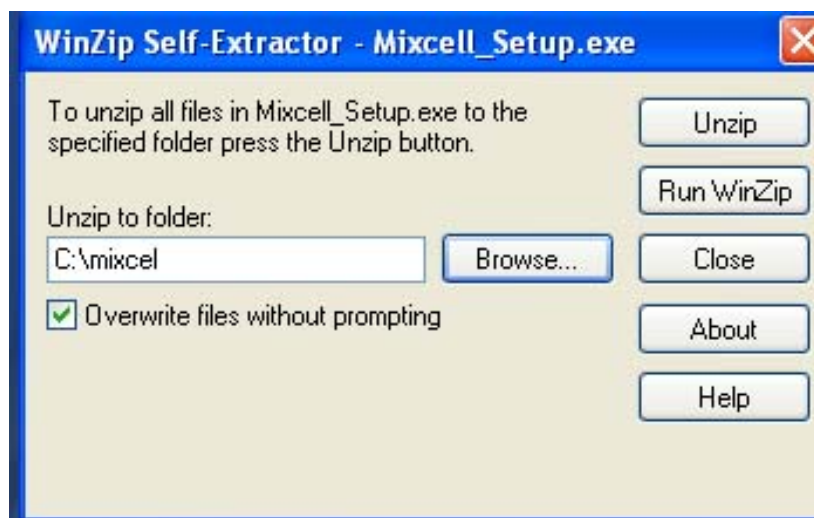 WinZip Self-Extractor - Mixcell_Setup.exe
To unzip all files in Mixcell_Setup.exe to the
specified folder press the Unzip button.
Unzip to folder:
C:\mixcel
Browse...
Overwrite files without prompting
Unzip
Run WinZip
Close
About
Help